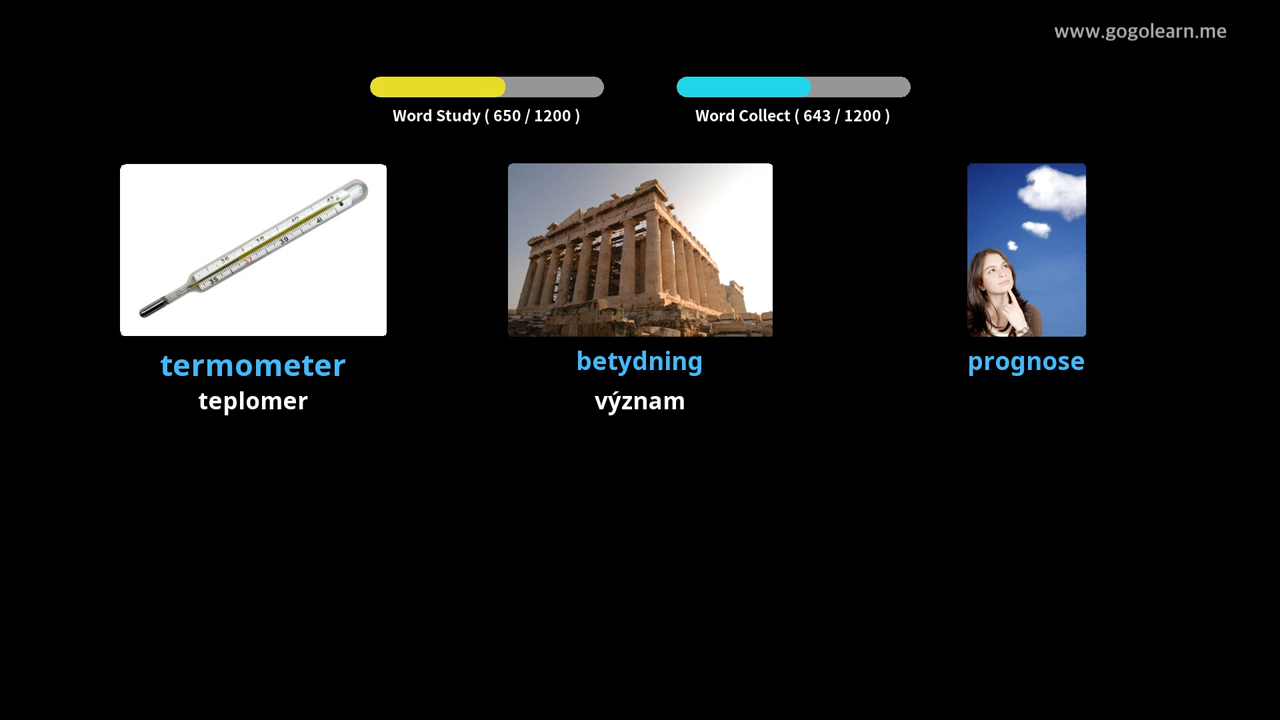 www.gogolearn.me
Word Study ( 650 / 1200 )
Word Collect ( 643 / 1200 )
termometer
teplomer
betydning
význam
prognose